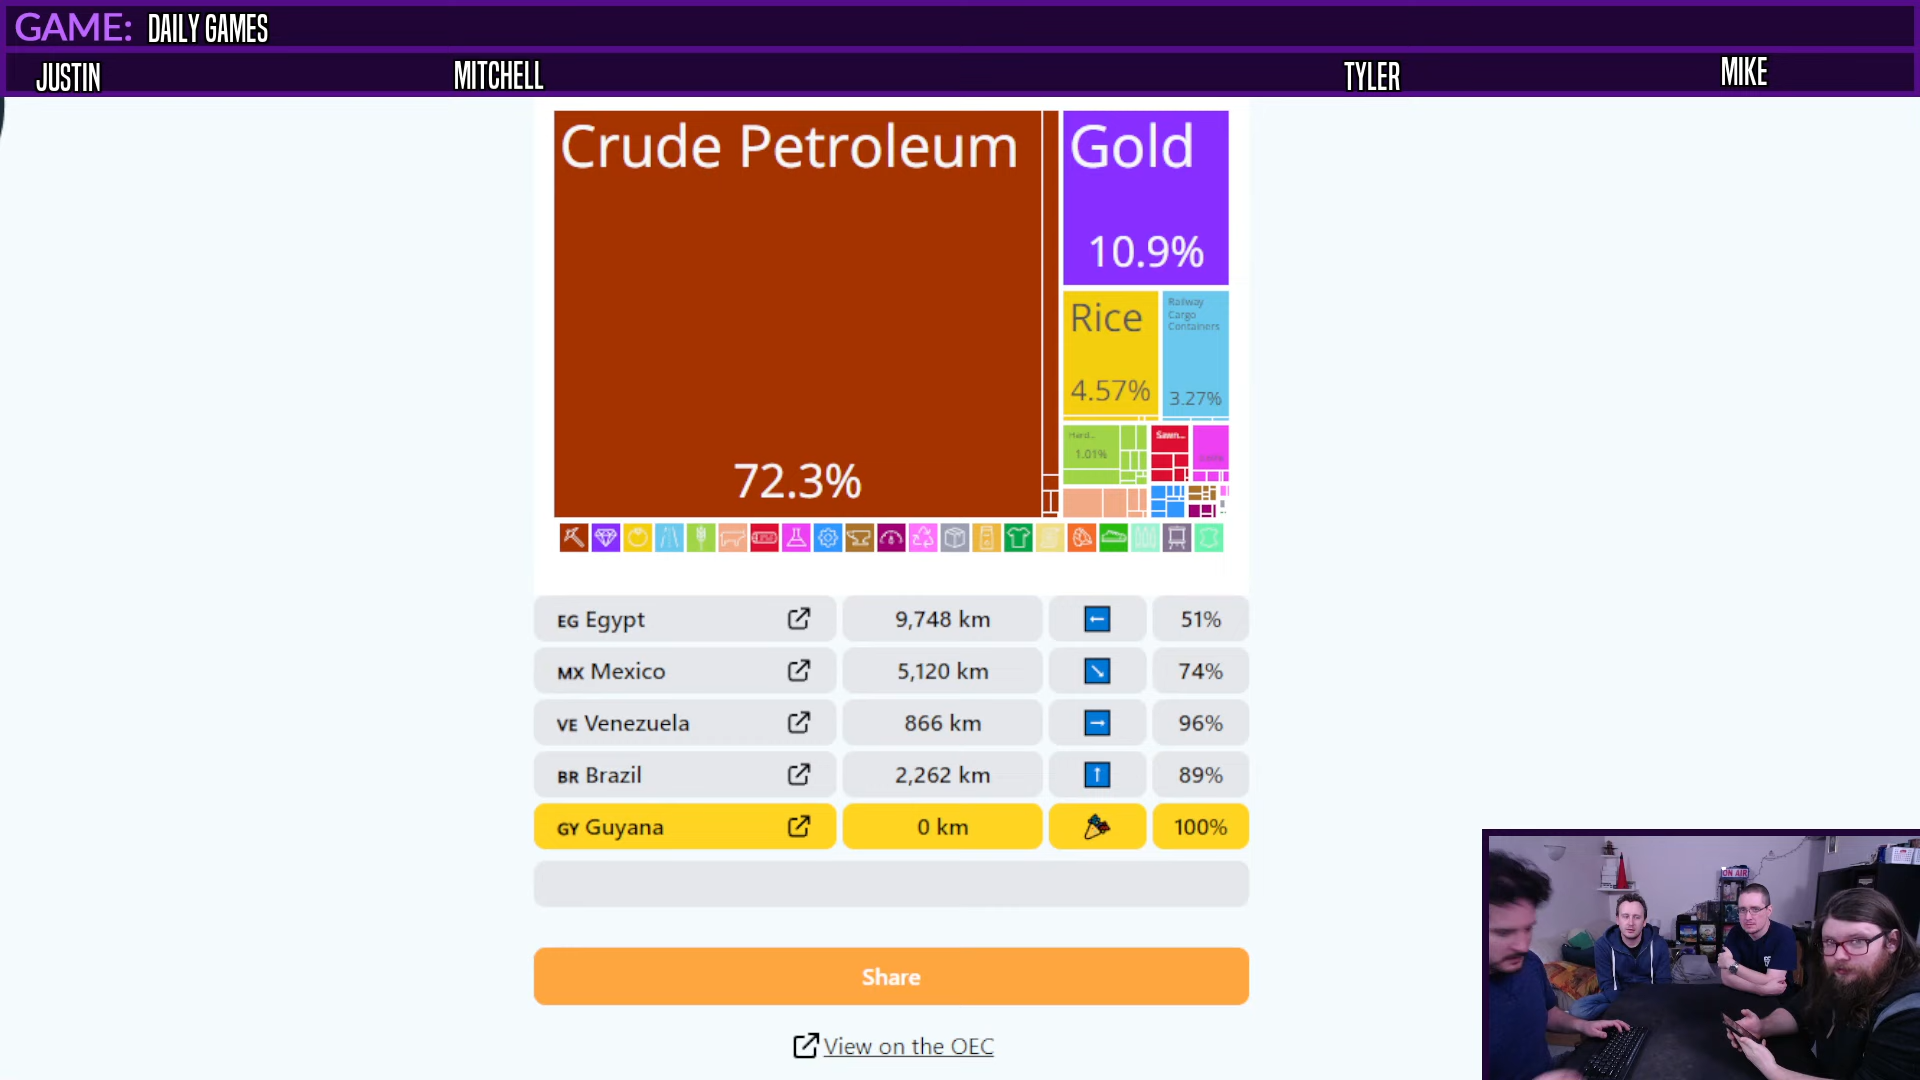 GAME: DAILY GAMES
JUSTIN MITCHELL TYLER MIKE
Crude Petroleum
72.3%
Gold
10.9%
Rice
4.57%
Railway
Cargo
Containers
3.27%
Hard...
1.01%
Sawn...
EG Egypt 9,748 km ← 51%
MX Mexico 5,120 km ↘ 74%
VE Venezuela 866 km → 96%
BR Brazil 2,262 km ↑ 89%
GY Guyana 0 km 100%
Share
View on the OEC
ON AIR